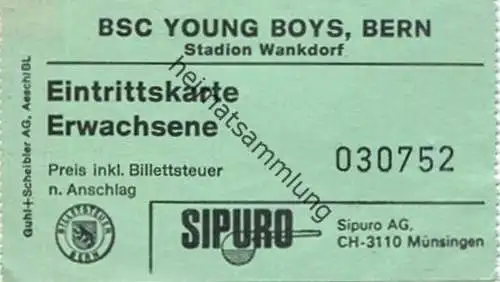 BSC YOUNG BOYS, BERN
Stadion Wankdorf
Eintrittskarte
Erwachsene
030752
Preis inkl. Billettsteuer
n. Anschlag
BILLETTSTEUER
BERN
SIPURO
Sipuro AG,
CH-3110 Münsingen
Guhl+Scheibler AG, Aesch/BL
heimatsammlung